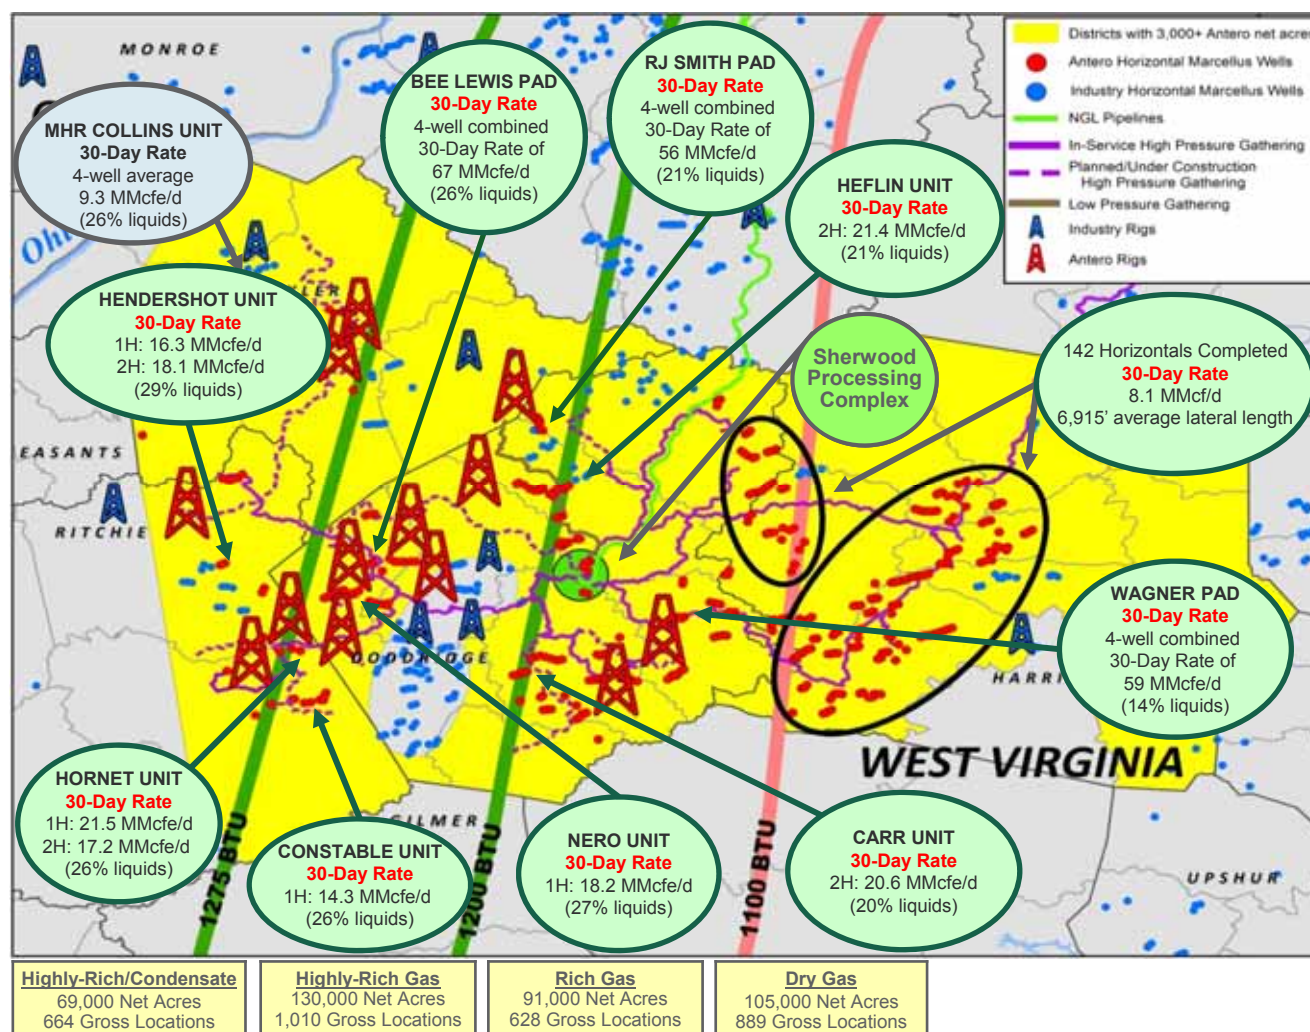 MONROE
BEE LEWIS PAD
30-Day Rate
4-well combined
30-Day Rate of
67 MMcfe/d
(26% liquids)
RJ SMITH PAD
30-Day Rate
4-well combined
30-Day Rate of
56 MMcfe/d
(21% liquids)
Districts with 3,000+ Antero net acres
Antero Horizontal Marcellus Wells
Industry Horizontal Marcellus Wells
NGL Pipelines
In-Service High Pressure Gathering
Planned/Under Construction
High Pressure Gathering
Low Pressure Gathering
Industry Rigs
Antero Rigs
MHR COLLINS UNIT
30-Day Rate
4-well average
9.3 MMcfe/d
(26% liquids)
HEFLIN UNIT
30-Day Rate
2H: 21.4 MMcfe/d
(21% liquids)
HENDERSHOT UNIT
30-Day Rate
1H: 16.3 MMcfe/d
2H: 18.1 MMcfe/d
(29% liquids)
Sherwood
Processing
Complex
142 Horizontals Completed
30-Day Rate
8.1 MMcf/d
6,915' average lateral length
EASANTS
RITCHIE
DODDRIDGE
HARRI
WAGNER PAD
30-Day Rate
4-well combined
30-Day Rate of
59 MMcfe/d
(14% liquids)
WEST VIRGINIA
HORNET UNIT
30-Day Rate
1H: 21.5 MMcfe/d
2H: 17.2 MMcfe/d
(26% liquids)
1275 BTU
GILMER
CONSTABLE UNIT
30-Day Rate
1H: 14.3 MMcfe/d
(26% liquids)
1200 BTU
NERO UNIT
30-Day Rate
1H: 18.2 MMcfe/d
(27% liquids)
1100 BTU
CARR UNIT
30-Day Rate
2H: 20.6 MMcfe/d
(20% liquids)
UPSHUR
Highly-Rich/Condensate
69,000 Net Acres
664 Gross Locations
Highly-Rich Gas
130,000 Net Acres
1,010 Gross Locations
Rich Gas
91,000 Net Acres
628 Gross Locations
Dry Gas
105,000 Net Acres
889 Gross Locations